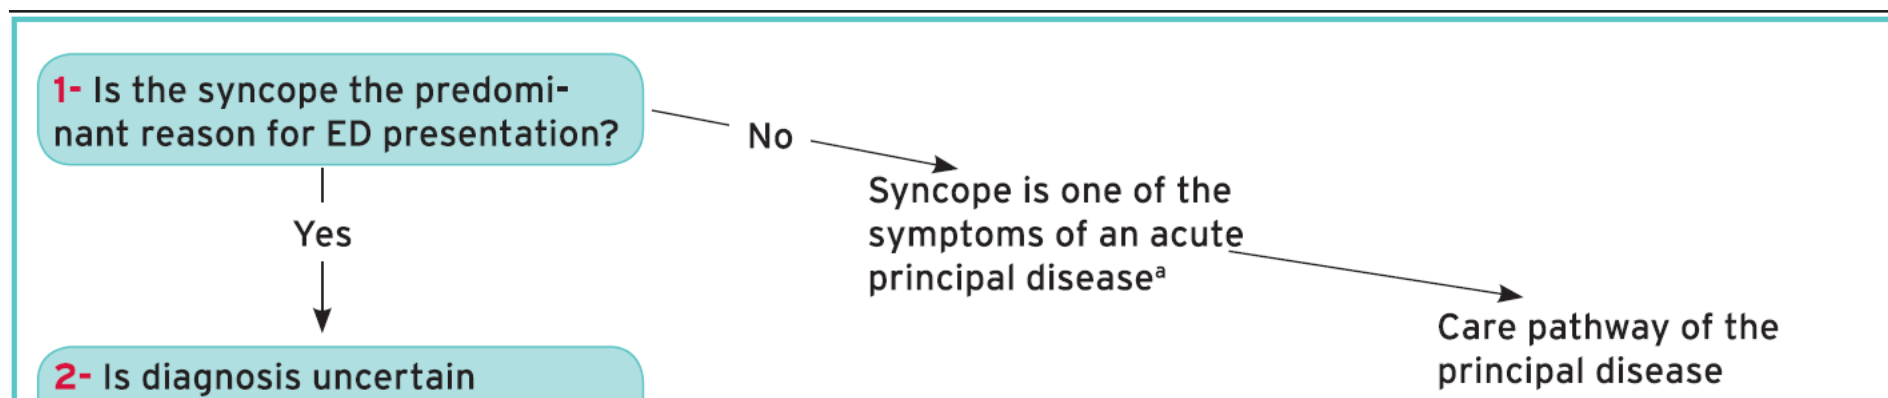 1- Is the syncope the predomi-
nant reason for ED presentation?
No
Syncope is one of the
symptoms of an acute
principal diseaseᵃ
Yes
Care pathway of the
principal disease
2- Is diagnosis uncertain